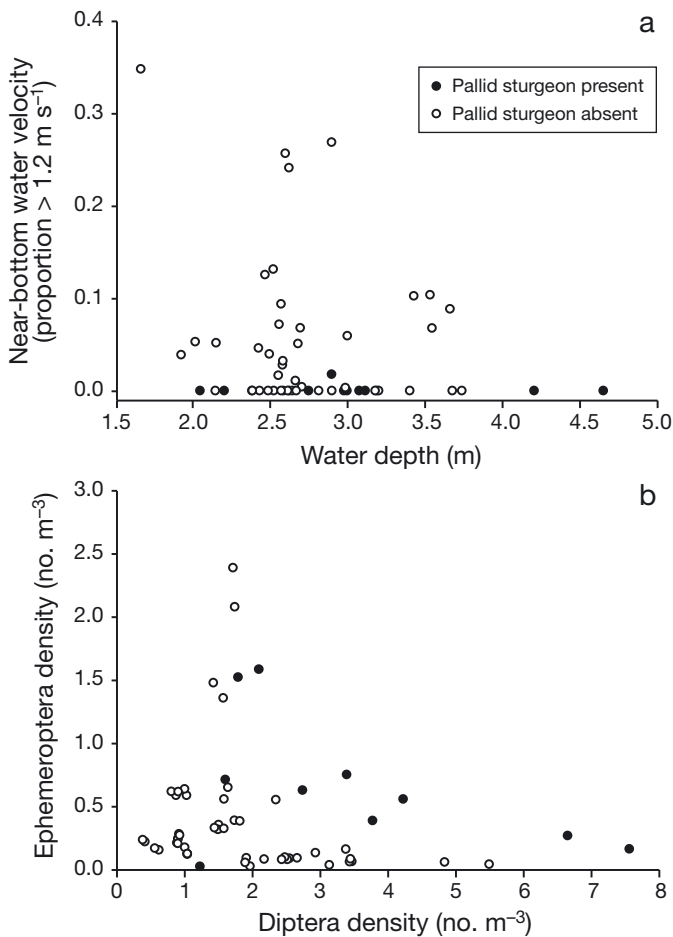 a
0.4
0.3
0.2
0.1
0.0
Near-bottom water velocity
(proportion > 1.2 m s⁻¹)
Pallid sturgeon present
Pallid sturgeon absent
1.5 2.0 2.5 3.0 3.5 4.0 4.5 5.0
Water depth (m)
b
3.0
2.5
2.0
1.5
1.0
0.5
0.0
Ephemeroptera density (no. m⁻³)
0 1 2 3 4 5 6 7 8
Diptera density (no. m⁻³)